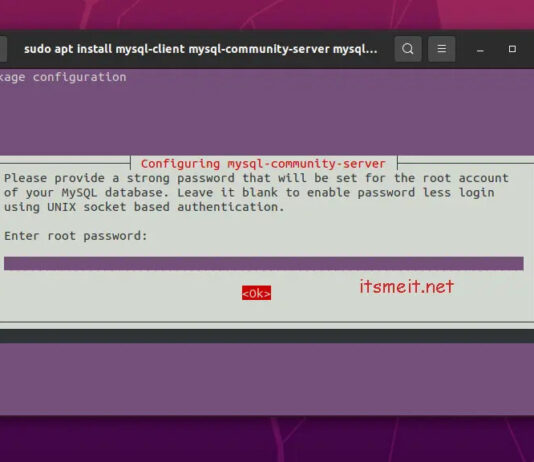 sudo apt install mysql-client mysql-community-server mysql...
kage configuration
Configuring mysql-community-server
Please provide a strong password that will be set for the root account
of your MySQL database. Leave it blank to enable password less login
using UNIX socket based authentication.
Enter root password:
<Ok>
itsmeit.net